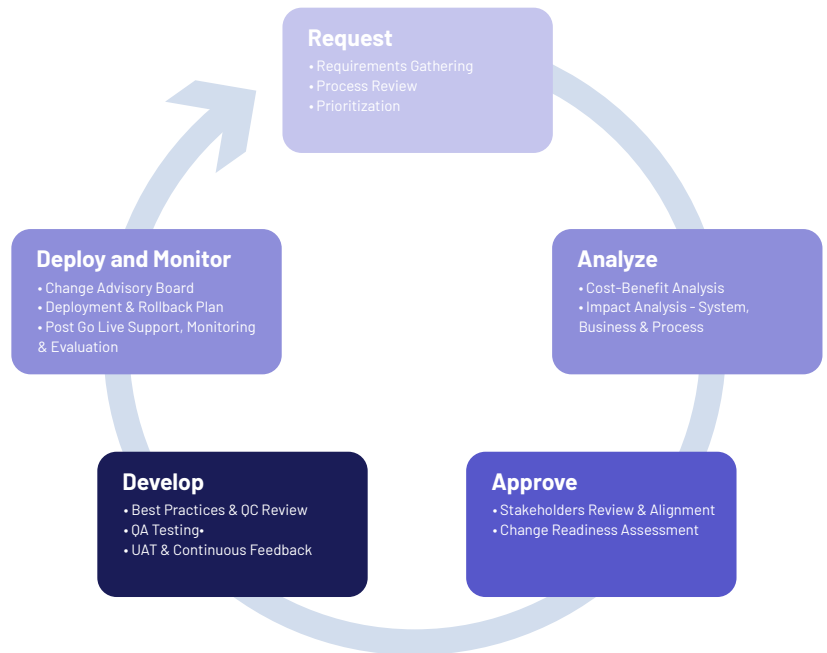 Request
• Requirements Gathering
• Process Review
• Prioritization
Analyze
• Cost-Benefit Analysis
• Impact Analysis - System,
Business & Process
Approve
• Stakeholders Review & Alignment
• Change Readiness Assessment
Develop
• Best Practices & QC Review
• QA Testing•
• UAT & Continuous Feedback
Deploy and Monitor
• Change Advisory Board
• Deployment & Rollback Plan
• Post Go Live Support, Monitoring
& Evaluation